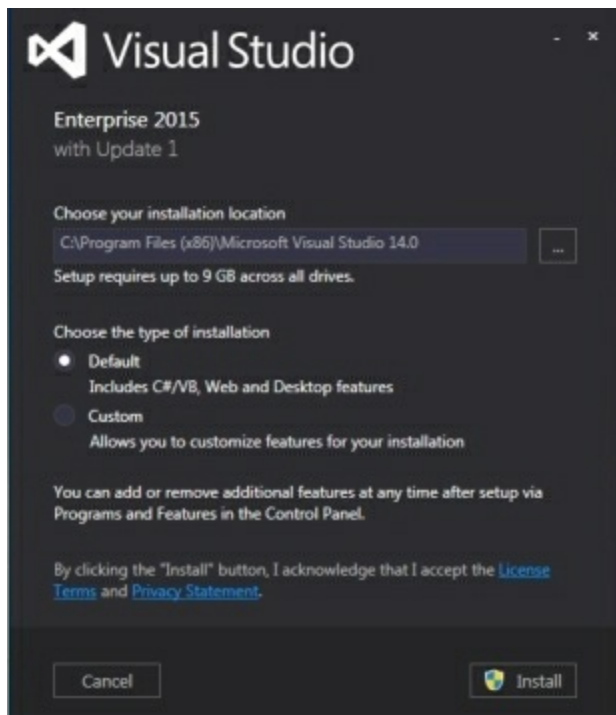 Visual Studio
Enterprise 2015
with Update 1
Choose your installation location
C:\Program Files (x86)\Microsoft Visual Studio 14.0
...
Setup requires up to 9 GB across all drives.
Choose the type of installation
Default
Includes C#/VB, Web and Desktop features
Custom
Allows you to customize features for your installation
You can add or remove additional features at any time after setup via
Programs and Features in the Control Panel.
By clicking the "Install" button, I acknowledge that I accept the License
Terms and Privacy Statement.
Cancel
Install